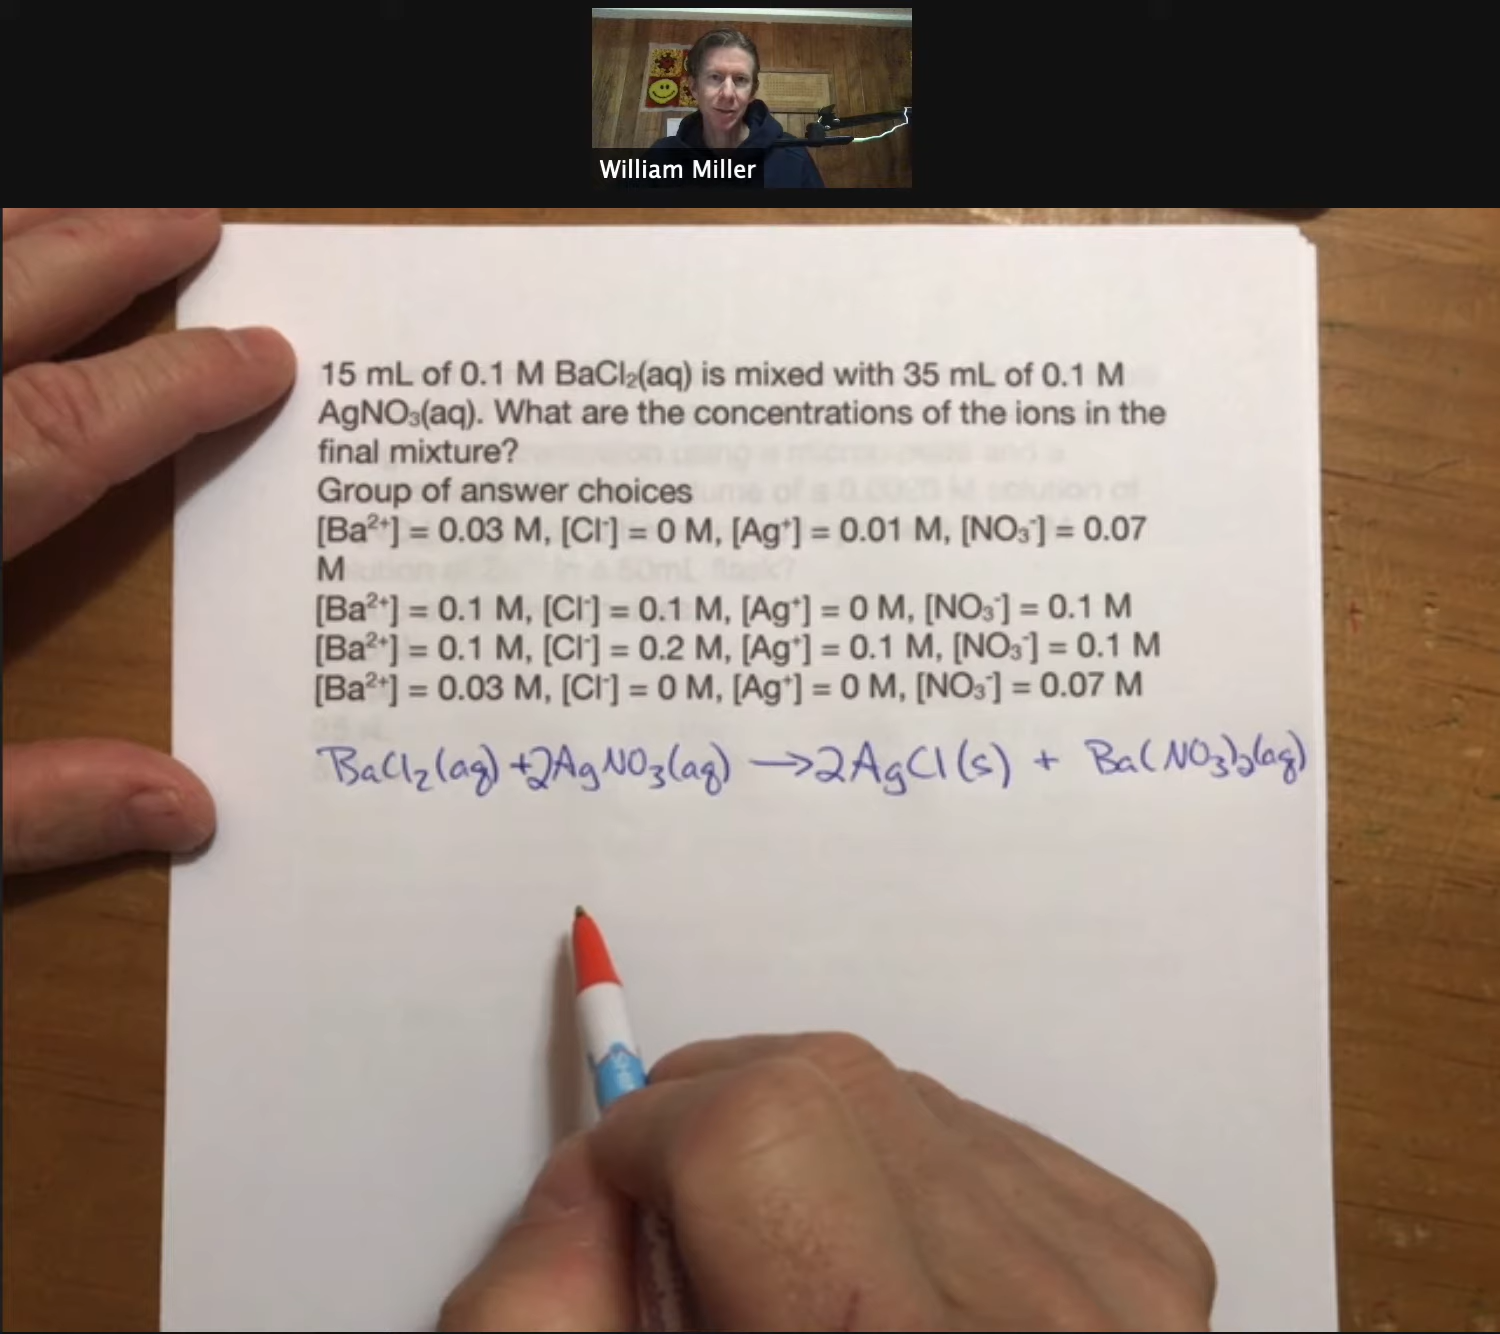 William Miller
15 mL of 0.1 M BaCl₂(aq) is mixed with 35 mL of 0.1 M
AgNO₃(aq). What are the concentrations of the ions in the
final mixture?
Group of answer choices
[Ba²⁺] = 0.03 M, [Cl⁻] = 0 M, [Ag⁺] = 0.01 M, [NO₃⁻] = 0.07
M
[Ba²⁺] = 0.1 M, [Cl⁻] = 0.1 M, [Ag⁺] = 0 M, [NO₃⁻] = 0.1 M
[Ba²⁺] = 0.1 M, [Cl⁻] = 0.2 M, [Ag⁺] = 0.1 M, [NO₃⁻] = 0.1 M
[Ba²⁺] = 0.03 M, [Cl⁻] = 0 M, [Ag⁺] = 0 M, [NO₃⁻] = 0.07 M
BaCl₂(aq) + 2AgNO₃(aq) → 2AgCl(s) + Ba(NO₃)₂(aq)